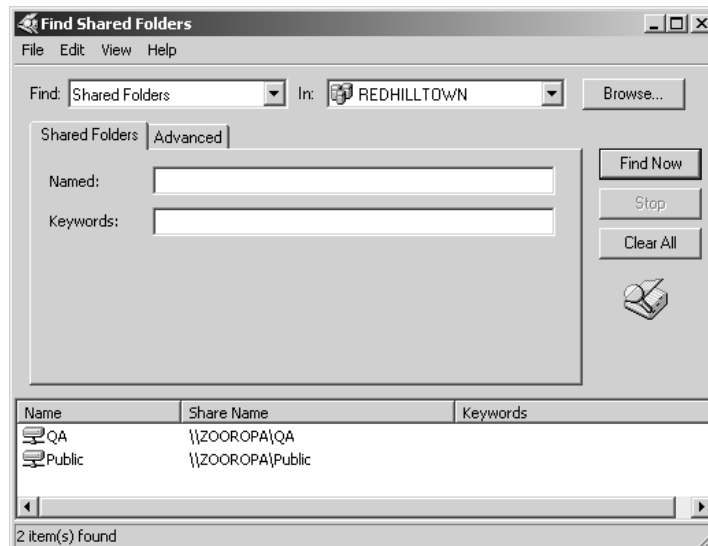 Find Shared Folders
File Edit View Help
Find: Shared Folders In: REDHILLTOWN Browse...
Shared Folders Advanced
Find Now
Named:
Stop
Keywords:
Clear All
Name Share Name Keywords
QA \\ZOOROPA\QA
Public \\ZOOROPA\Public
2 item(s) found